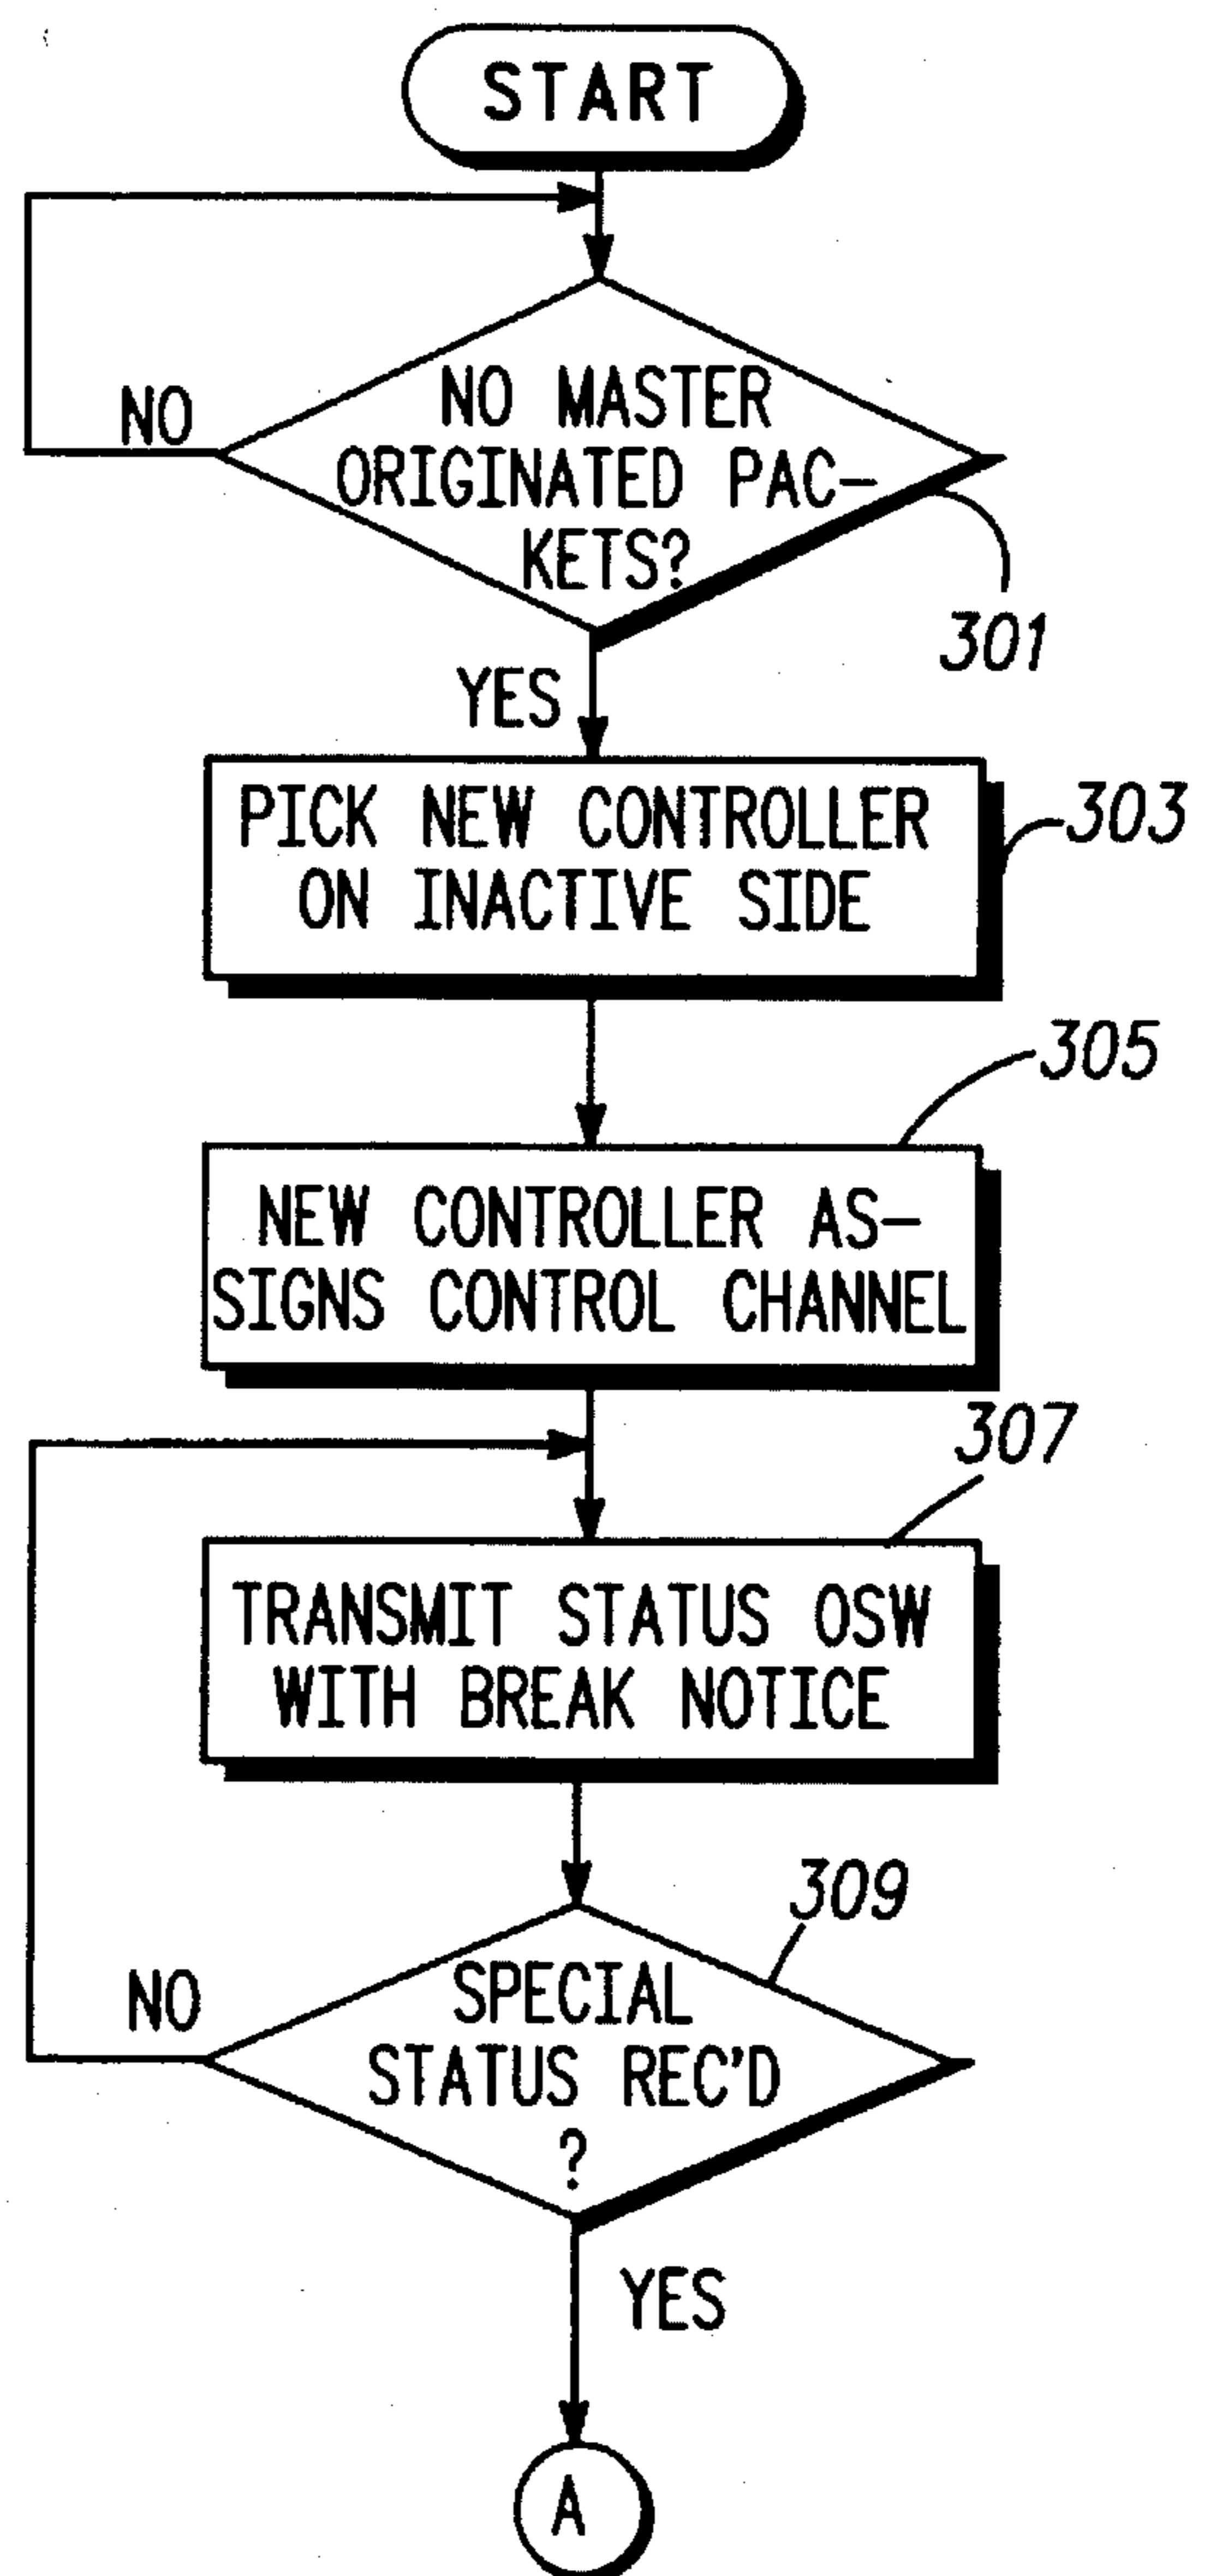 START
NO
NO MASTER
ORIGINATED PAC-
KETS?
301
YES
PICK NEW CONTROLLER
ON INACTIVE SIDE
303
305
NEW CONTROLLER AS-
SIGNS CONTROL CHANNEL
307
TRANSMIT STATUS OSW
WITH BREAK NOTICE
309
NO
SPECIAL
STATUS REC'D
?
YES
A